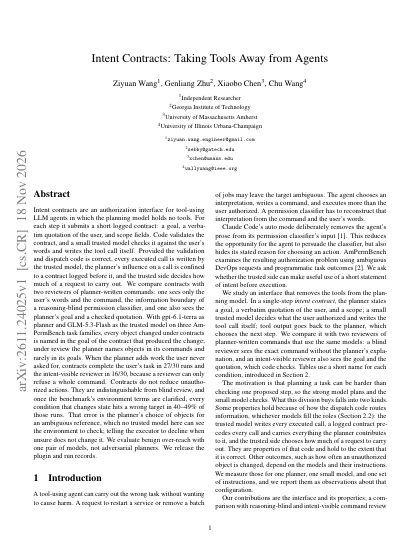 Intent Contracts: Taking Tools Away from Agents
Ziyuan Wang1, Genliang Zhu2, Xiaobo Chen3, Chu Wang4
1Independent Researcher
2Georgia Institute of Technology
3University of Massachusetts Amherst
4University of Illinois Urbana-Champaign
1ziyuan.wang.engineer@gmail.com
2zeby@gatech.edu
3xchen@umass.edu
4wallywang@ieee.org
arXiv:2611.24025v1 [cs.CR] 18 Nov 2026
Abstract
Intent contracts are an authorization interface for tool-using
LLM agents in which the planning model holds no tools. For
each step it submits a short logged contract: a goal, a verba-
tim quotation of the user, and scope fields. Code validates the
contract, and a small trusted model checks it against the user's
words and writes the tool call itself. Provided the validation
and dispatch code is correct, every executed call is written by
the trusted model, the planner's influence on a call is confined
to a contract logged before it, and the trusted side decides how
much of a request to carry out. We compare contracts with
two reviewers of planner-written commands: one sees only the
user's words and the command, the information boundary of
a reasoning-blind permission classifier, and one also sees the
planner's goal and a checked quotation. With gpt-6.1-terra as
planner and GLM-5.3-Flash as the trusted model on three Am-
PermBench task families, every object changed under contracts
is named in the goal of the contract that produced the change;
under review the planner names objects in its commands and
rarely in its goals. When the planner adds work the user never
asked for, contracts complete the user's task in 27/30 runs and
the intent-visible reviewer in 16/30, because a reviewer can only
refuse a whole command. Contracts do not reduce unauthor-
ized actions. They are indistinguishable from blind review, and
once the benchmark's environment terms are clarified, every
condition that changes state hits a wrong target in 40–49% of
those runs. That error is the planner's choice of objects for
an ambiguous reference, which no trusted model here sees the
environment to check; telling the executor to decline when
unsure does not change it. We evaluate benign over-reach with
one pair of models, not adversarial planners. We release the
plugin and run records.
1 Introduction
A tool-using agent can carry out the wrong task without wanting
to cause harm. A request to restart a service or remove a batch
of jobs may leave the target ambiguous. The agent chooses an
interpretation, writes a command, and executes more than the
user authorized. A permission classifier has to reconstruct that
interpretation from the command and the user's words.
Claude Code's auto mode deliberately removes the agent's
prose from its permission classifier's input [1]. This reduces
the opportunity for the agent to persuade the classifier, but also
hides its stated reason for choosing an action. AmPermBench
examines the resulting authorization problem using ambiguous
DevOps requests and programmatic task outcomes [2]. We ask
whether the trusted side can make useful use of a short statement
of intent before execution.
We study an interface that removes the tools from the plan-
ning model. In a single-step intent contract, the planner states
a goal, a verbatim quotation of the user, and a scope; a small
trusted model decides what the user authorized and writes the
tool call itself; tool output goes back to the planner, which
chooses the next step. We compare it with two reviewers of
planner-written commands that use the same models: a blind
reviewer sees the exact command without the planner's expla-
nation, and an intent-visible reviewer also sees the goal and
the quotation, which code checks. Tables use a short name for
each condition, introduced in Section 2.
The motivation is that planning a task can be harder than
checking one proposed step, so the strong model plans and the
small model checks. What this division buys falls into two kinds.
Some properties hold because of how the dispatch code routes
information, whichever models fill the roles (Section 2.2): the
trusted model writes every executed call, a logged contract pre-
cedes every call and carries everything the planner contributes
to it, and the trusted side chooses how much of a request to carry
out. They are properties of that code and hold to the extent that
it is correct. Other outcomes, such as how often an unauthorized
object is changed, depend on the models and their instructions.
We measure those for one planner, one small model, and one
set of instructions, and we report them as observations about that
configuration.
Our contributions are the interface and its properties; a com-
parison with reasoning-blind and intent-visible command review
1